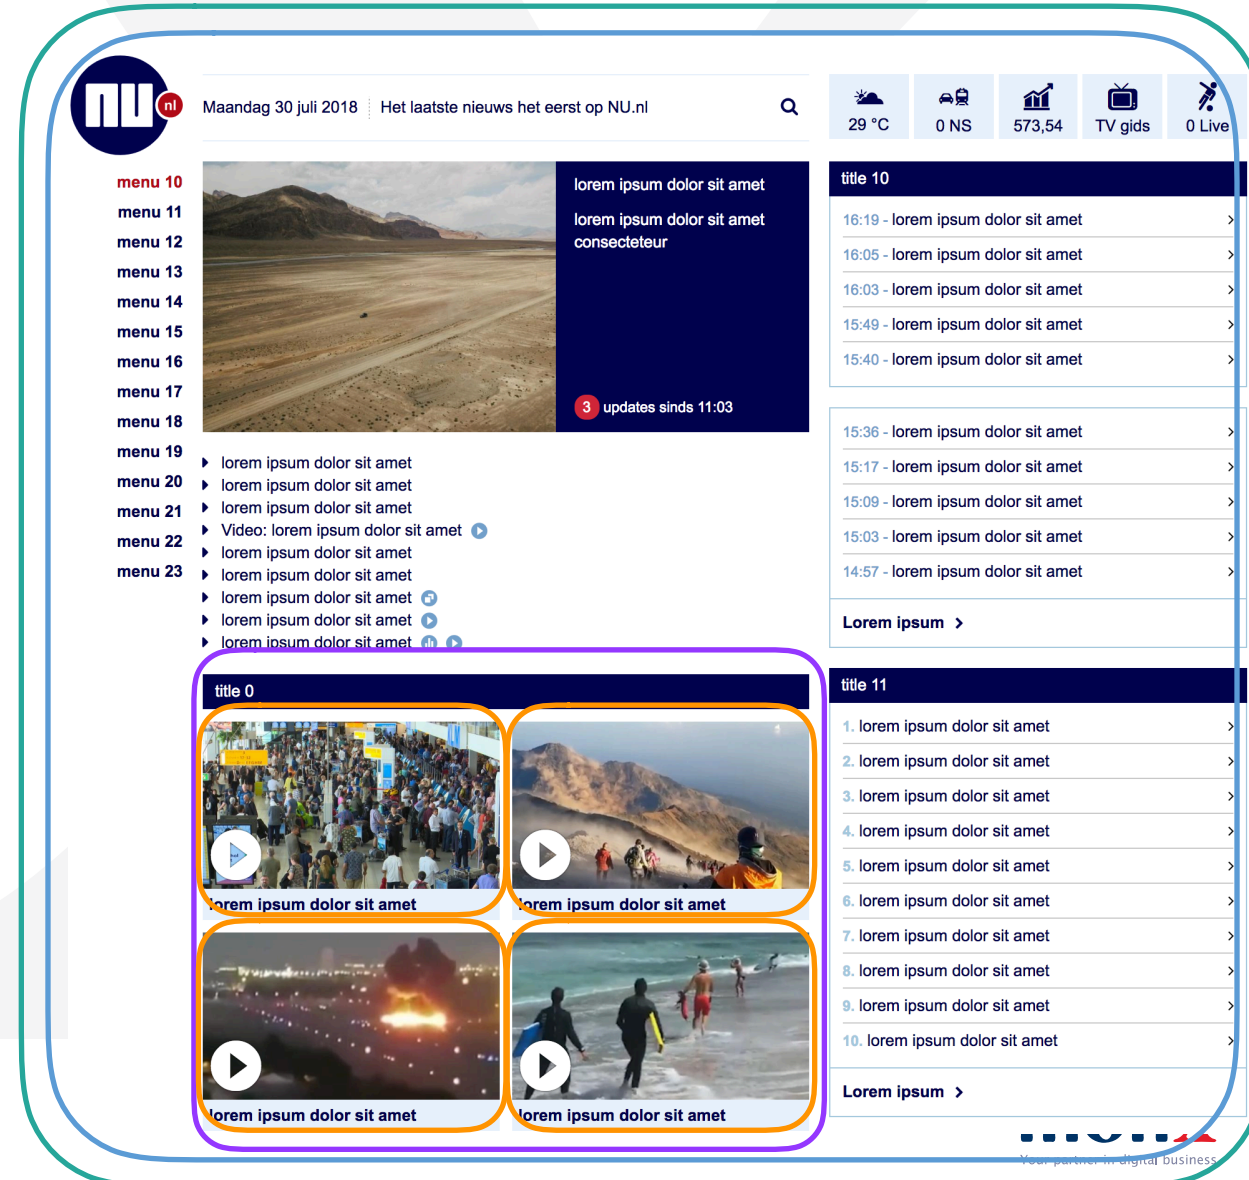 NU
nl
Maandag 30 juli 2018
Het laatste nieuws het eerst op NU.nl
29 °C
0 NS
573,54
TV gids
0 Live
menu 10
menu 11
menu 12
menu 13
menu 14
menu 15
menu 16
menu 17
menu 18
menu 19
menu 20
menu 21
menu 22
menu 23
lorem ipsum dolor sit amet
lorem ipsum dolor sit amet
consecteteur
3 updates sinds 11:03
lorem ipsum dolor sit amet
lorem ipsum dolor sit amet
lorem ipsum dolor sit amet
Video: lorem ipsum dolor sit amet
lorem ipsum dolor sit amet
lorem ipsum dolor sit amet
lorem ipsum dolor sit amet
lorem ipsum dolor sit amet
lorem ipsum dolor sit amet
title 0
lorem ipsum dolor sit amet
lorem ipsum dolor sit amet
lorem ipsum dolor sit amet
lorem ipsum dolor sit amet
title 10
16:19 - lorem ipsum dolor sit amet
16:05 - lorem ipsum dolor sit amet
16:03 - lorem ipsum dolor sit amet
15:49 - lorem ipsum dolor sit amet
15:40 - lorem ipsum dolor sit amet
15:36 - lorem ipsum dolor sit amet
15:17 - lorem ipsum dolor sit amet
15:09 - lorem ipsum dolor sit amet
15:03 - lorem ipsum dolor sit amet
14:57 - lorem ipsum dolor sit amet
Lorem ipsum
title 11
1. lorem ipsum dolor sit amet
2. lorem ipsum dolor sit amet
3. lorem ipsum dolor sit amet
4. lorem ipsum dolor sit amet
5. lorem ipsum dolor sit amet
6. lorem ipsum dolor sit amet
7. lorem ipsum dolor sit amet
8. lorem ipsum dolor sit amet
9. lorem ipsum dolor sit amet
10. lorem ipsum dolor sit amet
Lorem ipsum
Your partner in digital business